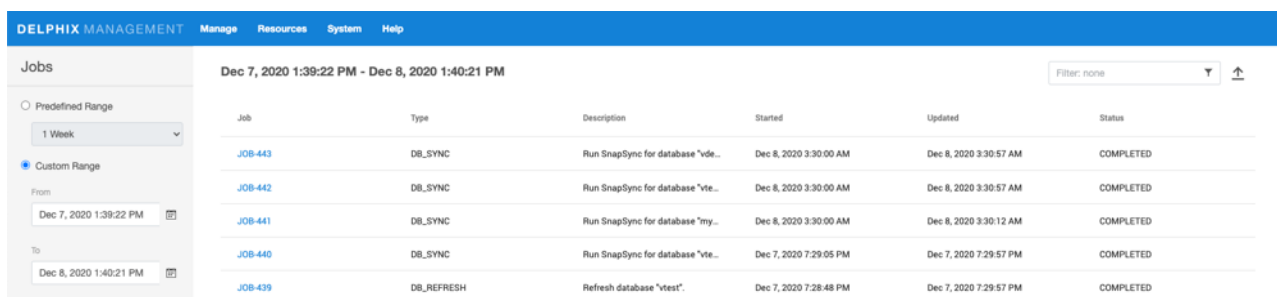 DELPHIX MANAGEMENT Manage Resources System Help
Jobs
Predefined Range
1 Week
Custom Range
From
Dec 7, 2020 1:39:22 PM
To
Dec 8, 2020 1:40:21 PM
Dec 7, 2020 1:39:22 PM - Dec 8, 2020 1:40:21 PM
Filter: none
Job Type Description Started Updated Status
JOB-443 DB_SYNC Run SnapSync for database "vde... Dec 8, 2020 3:30:00 AM Dec 8, 2020 3:30:57 AM COMPLETED
JOB-442 DB_SYNC Run SnapSync for database "vte... Dec 8, 2020 3:30:00 AM Dec 8, 2020 3:30:57 AM COMPLETED
JOB-441 DB_SYNC Run SnapSync for database "my... Dec 8, 2020 3:30:00 AM Dec 8, 2020 3:30:12 AM COMPLETED
JOB-440 DB_SYNC Run SnapSync for database "vte... Dec 7, 2020 7:29:05 PM Dec 7, 2020 7:29:57 PM COMPLETED
JOB-439 DB_REFRESH Refresh database "vtest". Dec 7, 2020 7:28:48 PM Dec 7, 2020 7:29:57 PM COMPLETED